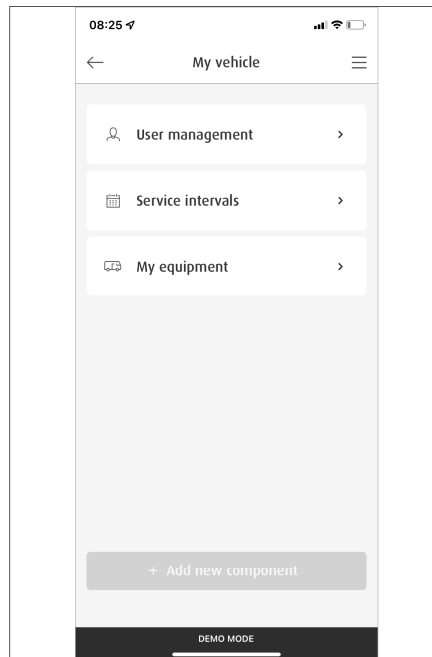 08:25
My vehicle
User management
Service intervals
My equipment
+ Add new component
DEMO MODE